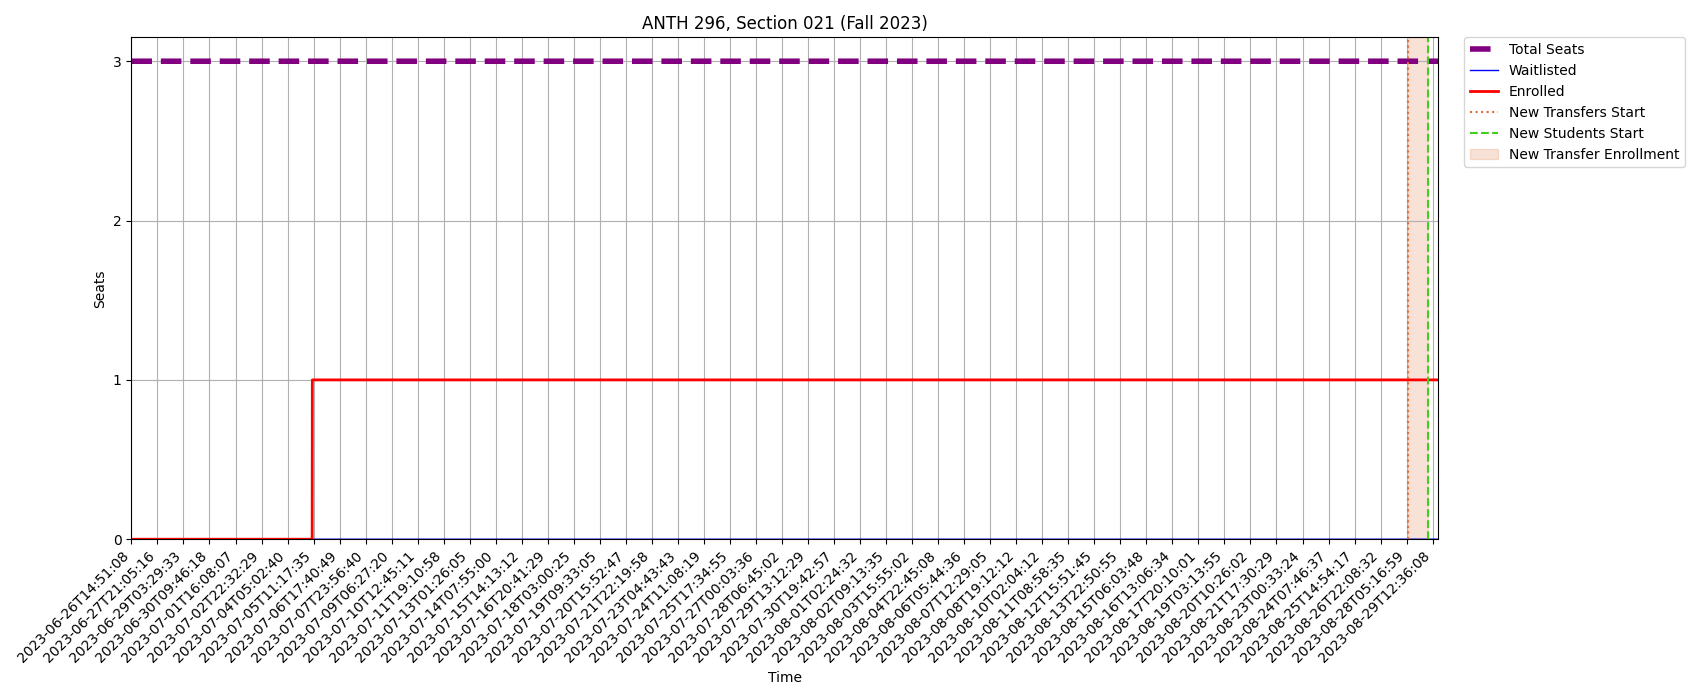 ANTH 296, Section 021 (Fall 2023)
Total Seats
Waitlisted
Enrolled
New Transfers Start
New Students Start
New Transfer Enrollment
Seats
3
2
1
0
2023-06-26T14:51:08
2023-06-27T21:05:16
2023-06-29T03:29:33
2023-06-30T09:46:18
2023-07-01T16:08:07
2023-07-02T22:32:29
2023-07-04T05:02:40
2023-07-05T11:17:35
2023-07-06T17:40:49
2023-07-07T23:56:40
2023-07-09T06:27:20
2023-07-10T12:45:11
2023-07-11T19:10:58
2023-07-13T01:26:05
2023-07-14T07:55:00
2023-07-15T14:13:12
2023-07-16T20:41:29
2023-07-18T03:00:25
2023-07-19T09:33:05
2023-07-20T15:52:47
2023-07-21T22:19:58
2023-07-23T04:43:43
2023-07-24T11:08:19
2023-07-25T17:34:55
2023-07-27T00:03:36
2023-07-28T06:45:02
2023-07-29T13:12:29
2023-07-30T19:42:57
2023-08-01T02:24:32
2023-08-02T09:13:35
2023-08-03T15:55:02
2023-08-04T22:45:08
2023-08-06T05:44:36
2023-08-07T12:29:05
2023-08-08T19:12:12
2023-08-10T02:04:12
2023-08-11T08:58:35
2023-08-12T15:51:45
2023-08-13T22:50:55
2023-08-15T06:03:48
2023-08-16T13:06:34
2023-08-17T20:10:01
2023-08-19T03:13:55
2023-08-20T10:26:02
2023-08-21T17:30:29
2023-08-23T00:33:24
2023-08-24T07:46:37
2023-08-25T14:54:17
2023-08-26T22:08:32
2023-08-28T05:16:59
2023-08-29T12:36:08
Time